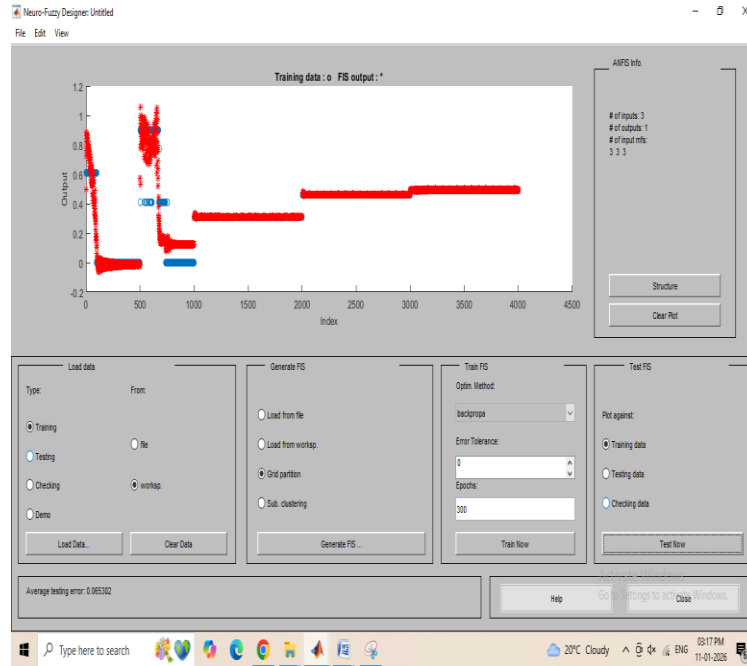 Neuro-Fuzzy Designer: Untitled
File Edit View
Training data : o FIS output : *
1.2
1
0.8
0.6
0.4
0.2
0
-0.2
Output
0 500 1000 1500 2000 2500 3000 3500 4000 4500
Index
ANFIS Info.
# of inputs: 3
# of outputs: 1
# of input mfs:
3 3 3
Structure
Clear Plot
Load data
Type: From:
Training
Testing
Checking
Demo
file
worksp.
Load Data... Clear Data
Generate FIS
Load from file
Load from worksp.
Grid partition
Sub. clustering
Generate FIS ...
Train FIS
Optim. Method:
backpropa
Error Tolerance:
0
Epochs:
300
Train Now
Test FIS
Plot against:
Training data
Testing data
Checking data
Test Now
Average testing error: 0.065302
Help Close
Activate Windows
Go to Settings to activate Windows.
Type here to search
20°C Cloudy
ENG
03:17 PM
11-01-2026